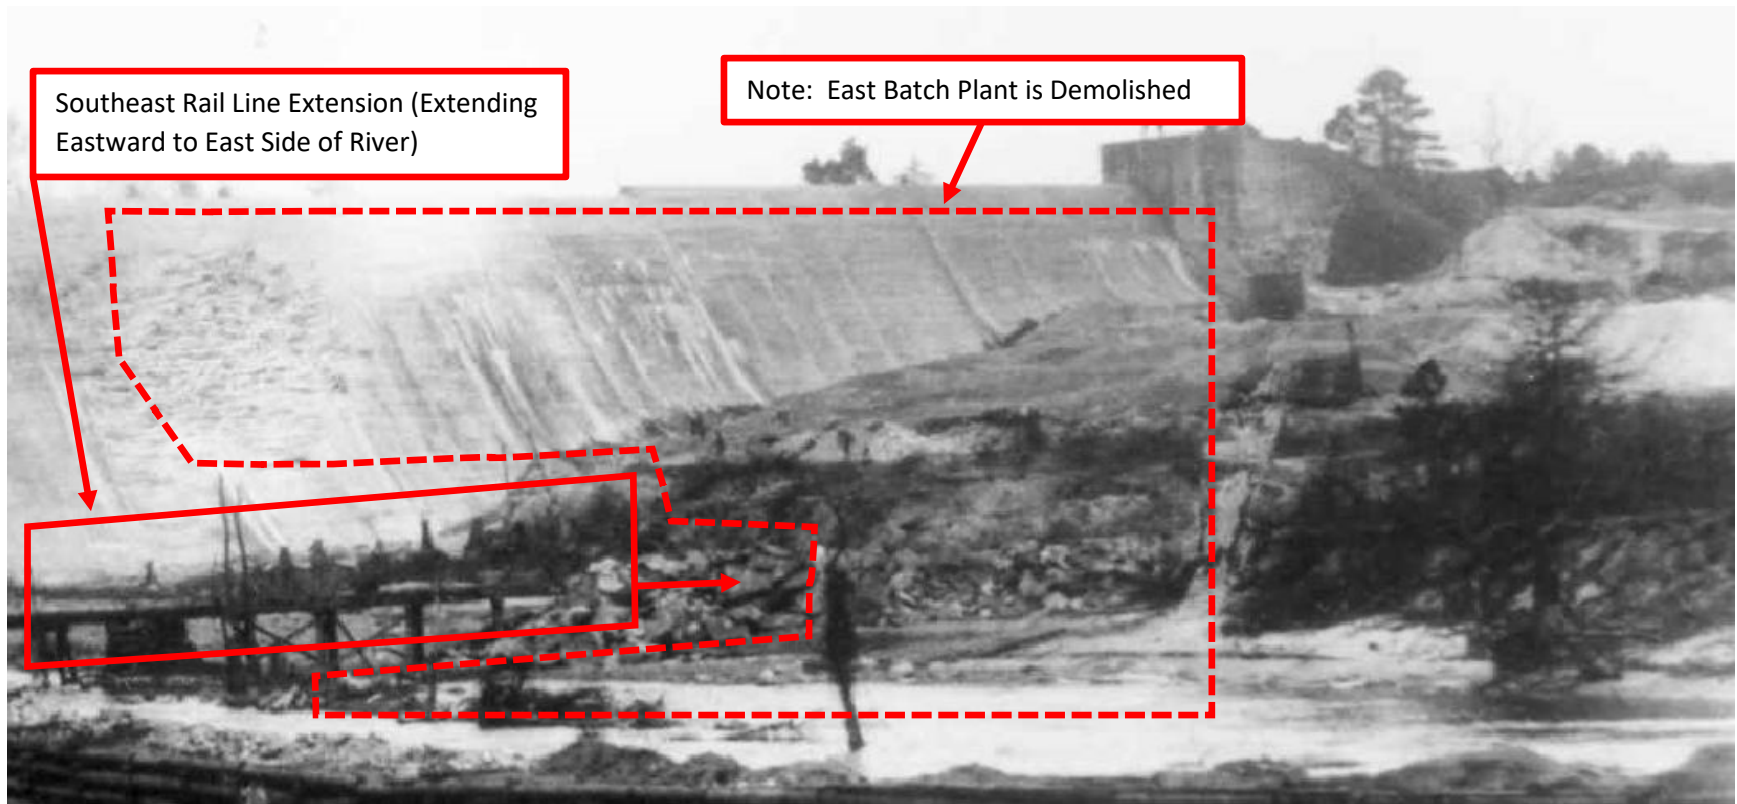 Southeast Rail Line Extension (Extending
Eastward to East Side of River)
Note:  East Batch Plant is Demolished